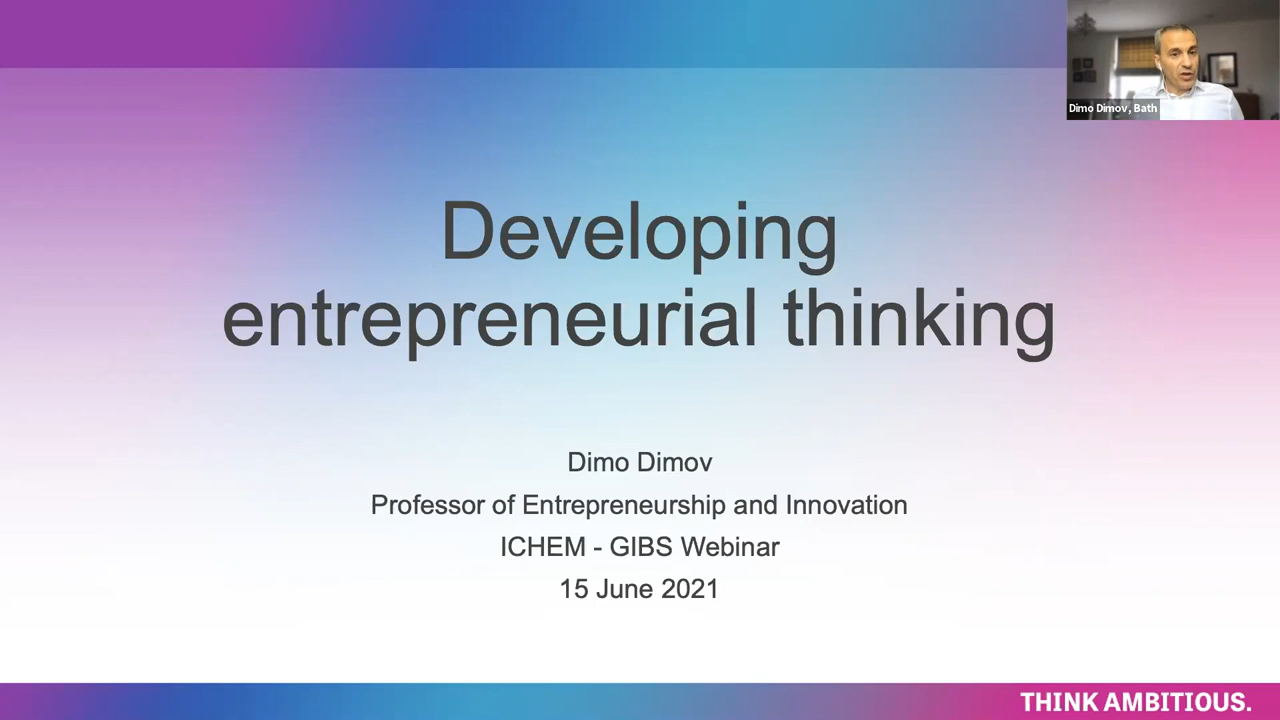 Dimo Dimov, Bath
Developing
entrepreneurial thinking
Dimo Dimov
Professor of Entrepreneurship and Innovation
ICHEM - GIBS Webinar
15 June 2021
THINK AMBITIOUS.